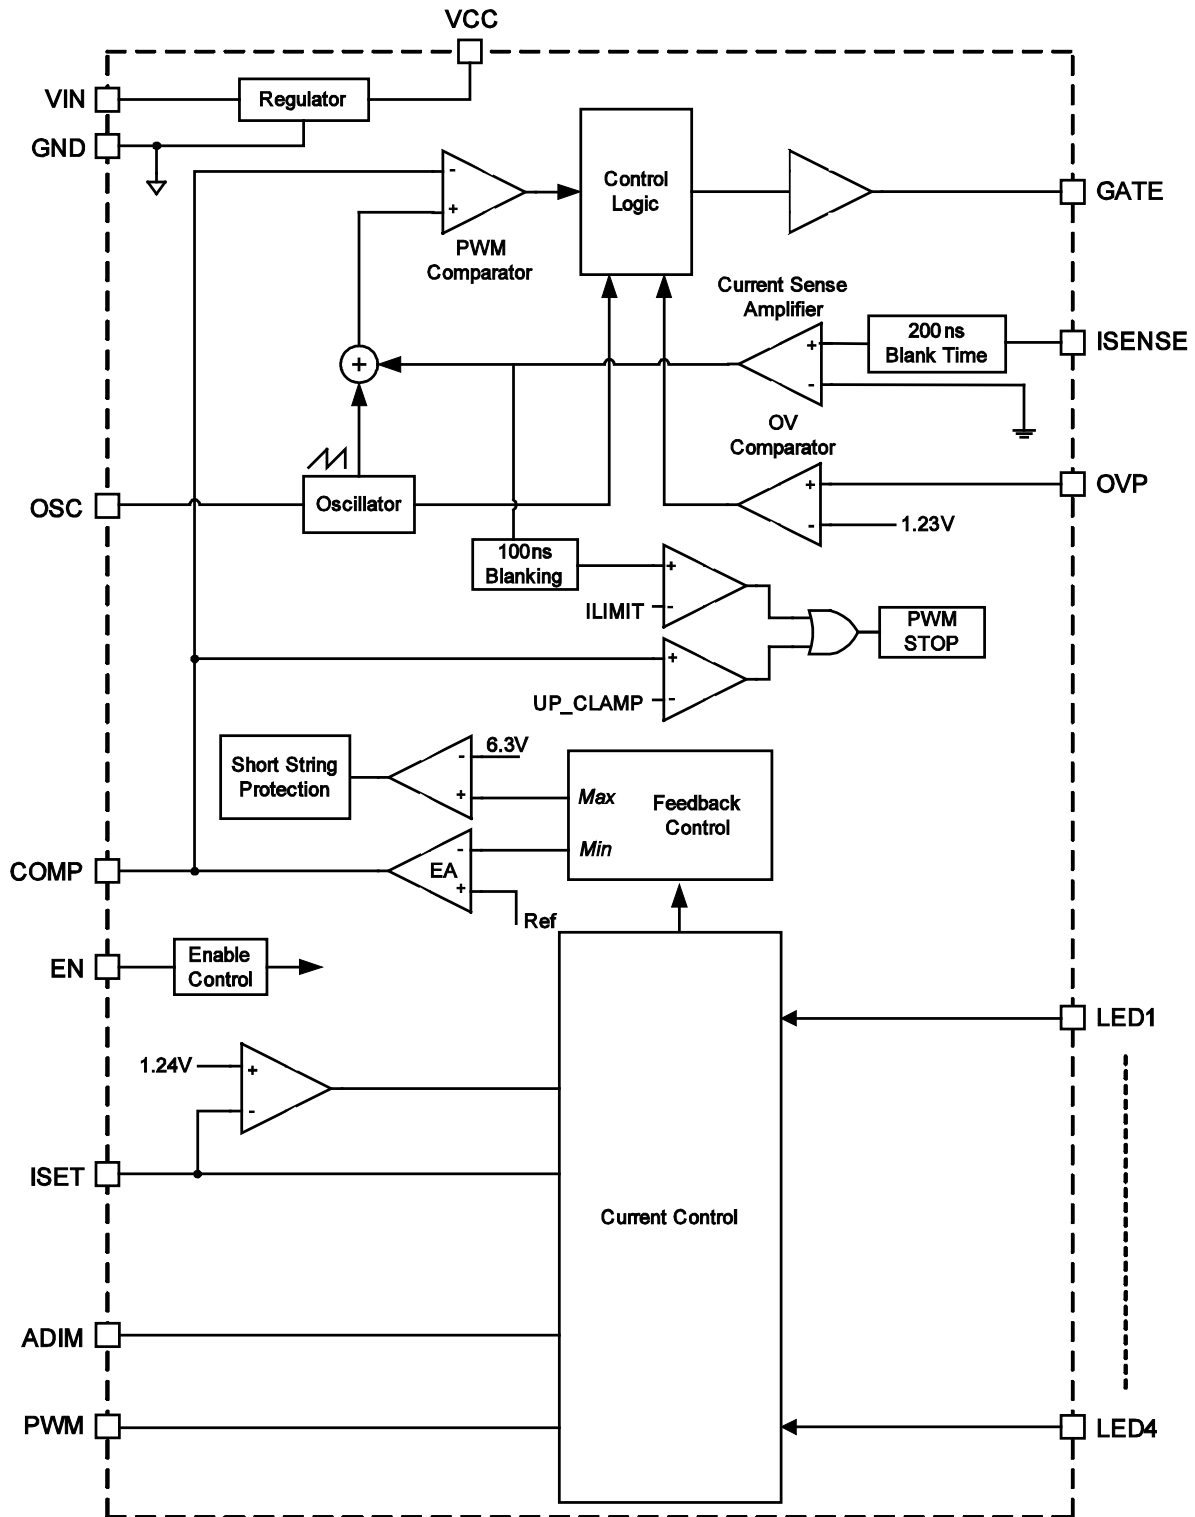 VCC
VIN
Regulator
GND
-
+
PWM
Comparator
Control
Logic
GATE
Current Sense
Amplifier
+
-
200ns
Blank Time
ISENSE
+
OV
Comparator
+
-
1.23V
OVP
OSC
Oscillator
100ns
Blanking
+
-
ILIMIT
PWM
STOP
+
-
UP_CLAMP
Short String
Protection
-
+
6.3V
Max
Min
Feedback
Control
COMP
EA
-
+
Ref
EN
Enable
Control
LED1
1.24V
+
-
ISET
Current Control
ADIM
PWM
LED4